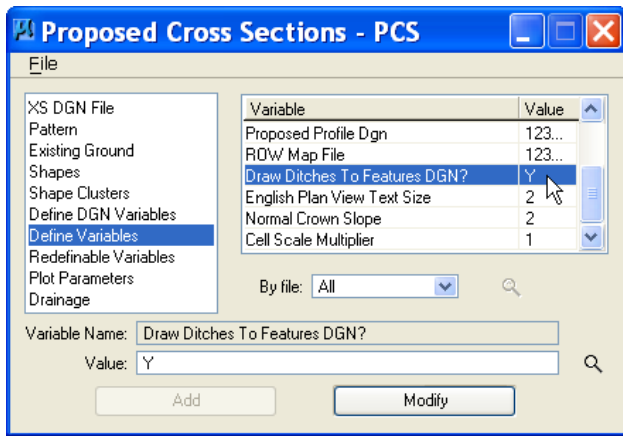 Proposed Cross Sections - PCS
File
XS DGN File
Pattern
Existing Ground
Shapes
Shape Clusters
Define DGN Variables
Define Variables
Redefinable Variables
Plot Parameters
Drainage
Variable Value
Proposed Profile Dgn 123...
ROW Map File 123...
Draw Ditches To Features DGN? Y
English Plan View Text Size 2
Normal Crown Slope 2
Cell Scale Multiplier 1
By file: All
Variable Name: Draw Ditches To Features DGN?
Value: Y
Add Modify